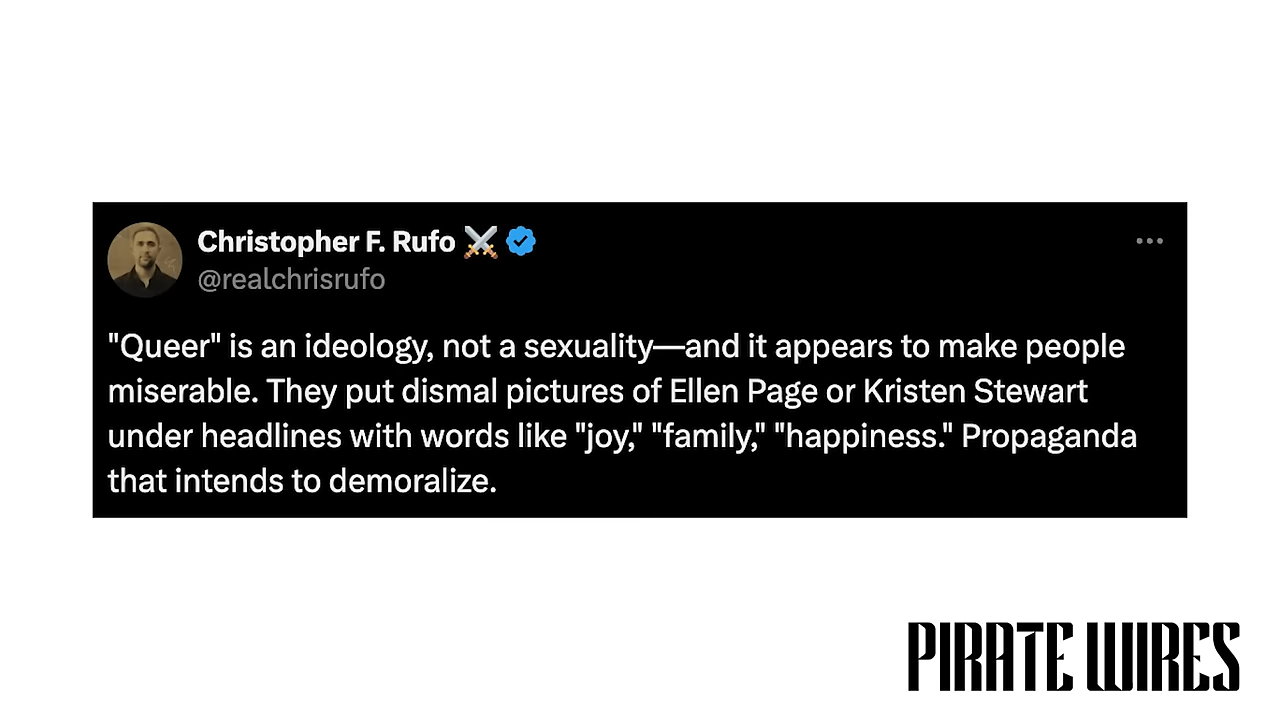 Christopher F. Rufo ⚔️
@realchrisrufo
"Queer" is an ideology, not a sexuality—and it appears to make people
miserable. They put dismal pictures of Ellen Page or Kristen Stewart
under headlines with words like "joy," "family," "happiness." Propaganda
that intends to demoralize.
PIRATE WIRES